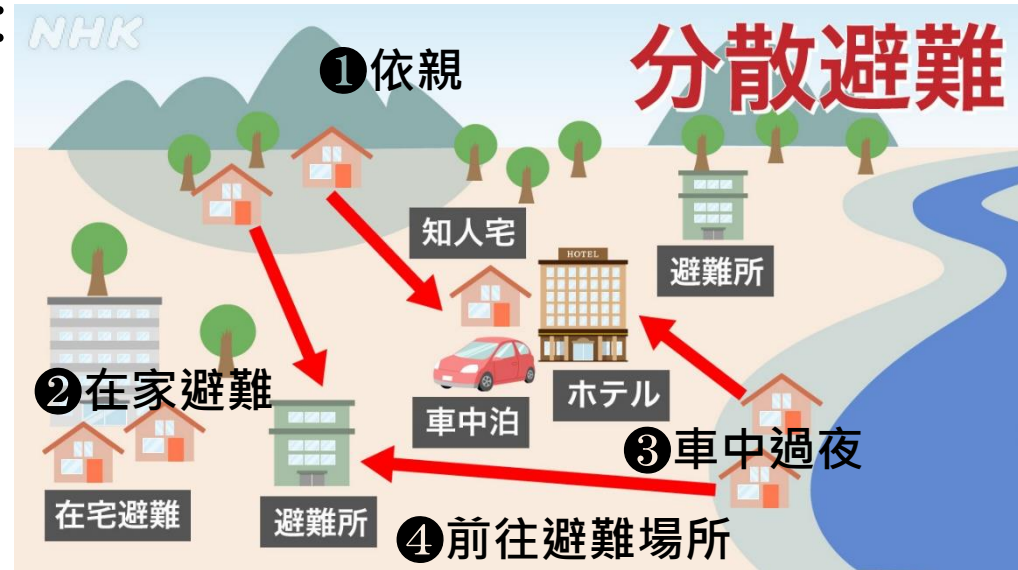 ：
NHK
❶依親
分散避難
知人宅
HOTEL
避難所
❷在家避難
車中泊
ホテル
❸車中過夜
在宅避難
避難所
❹前往避難場所